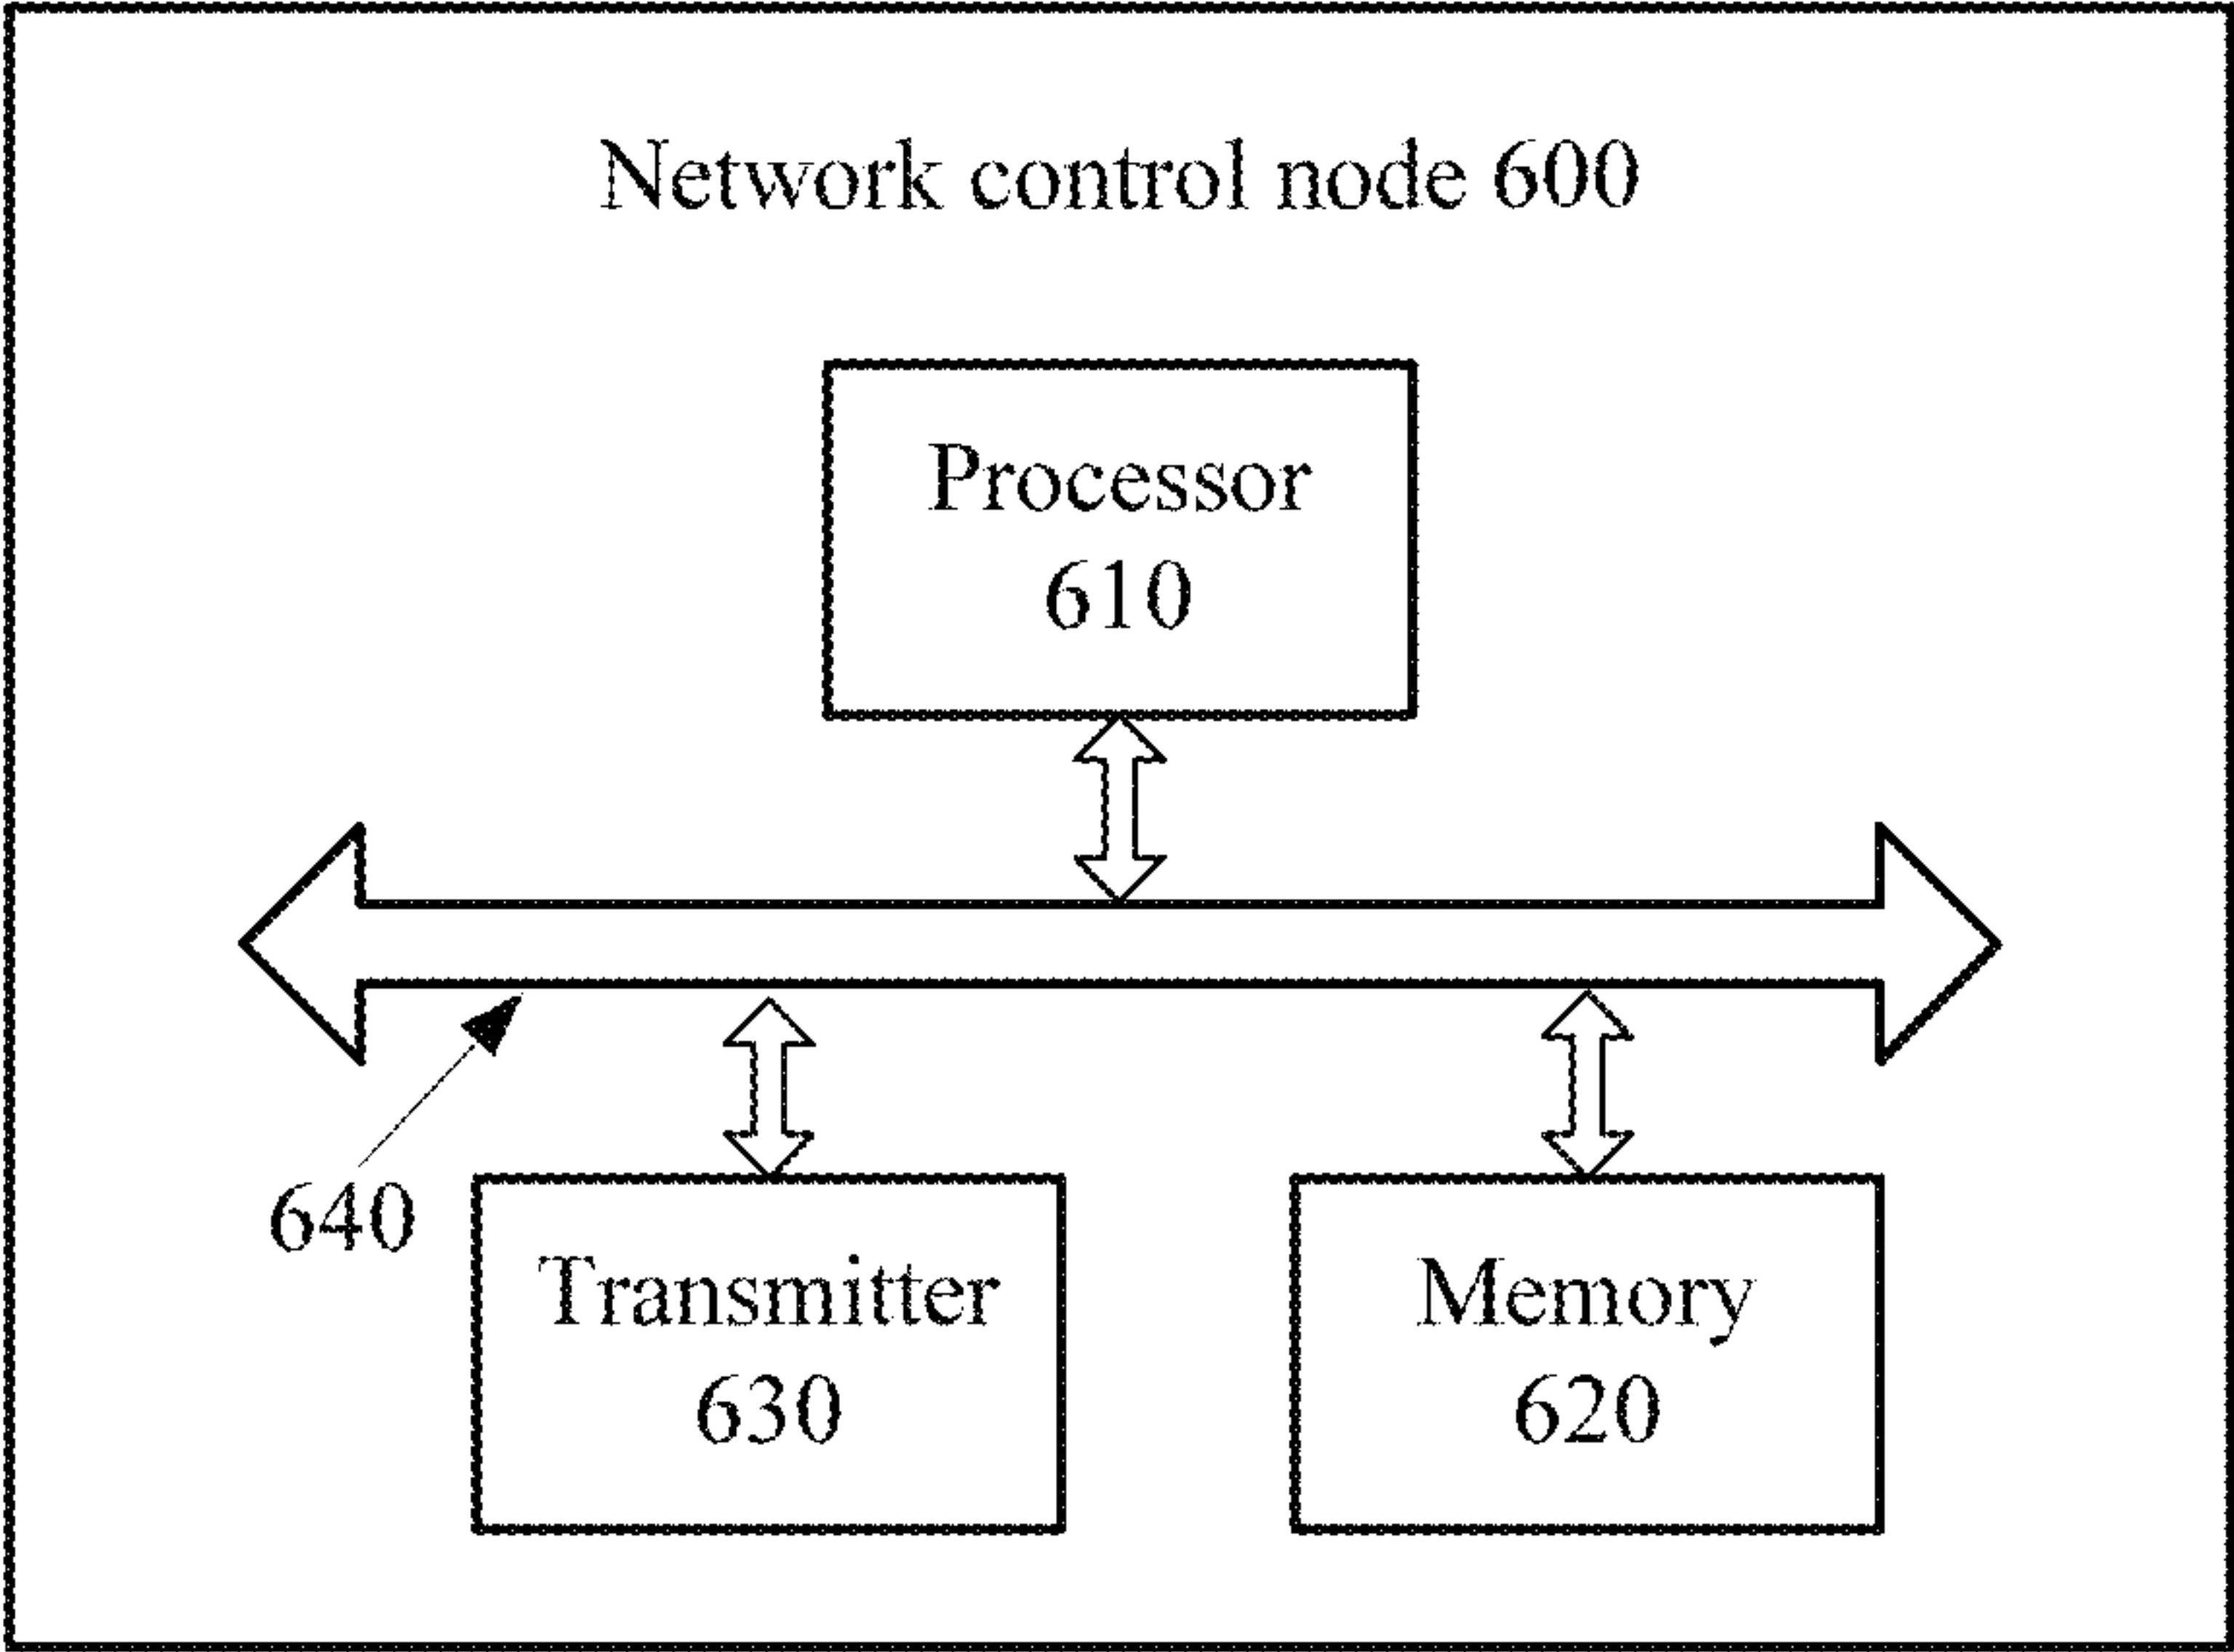 Network control node 600
Processor
610
640
Transmitter
630
Memory
620